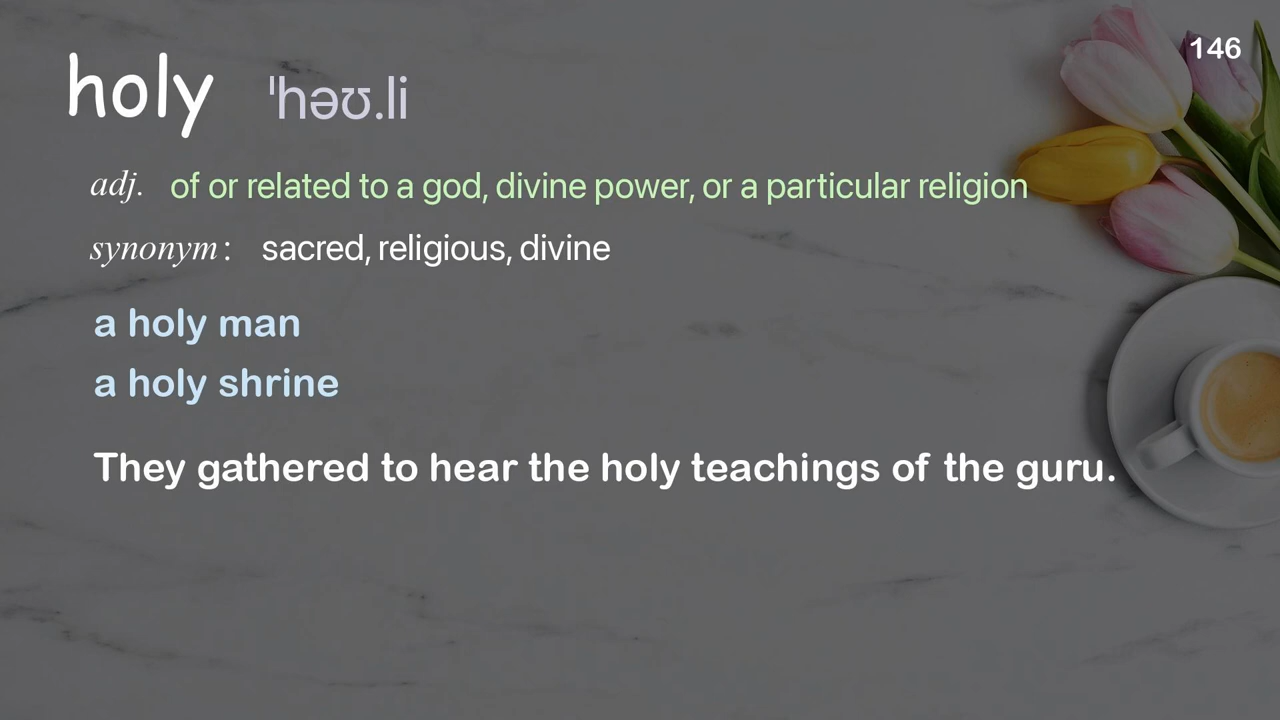 146
holy ˈhəʊ.li
adj. of or related to a god, divine power, or a particular religion
synonym: sacred, religious, divine
a holy man
a holy shrine
They gathered to hear the holy teachings of the guru.